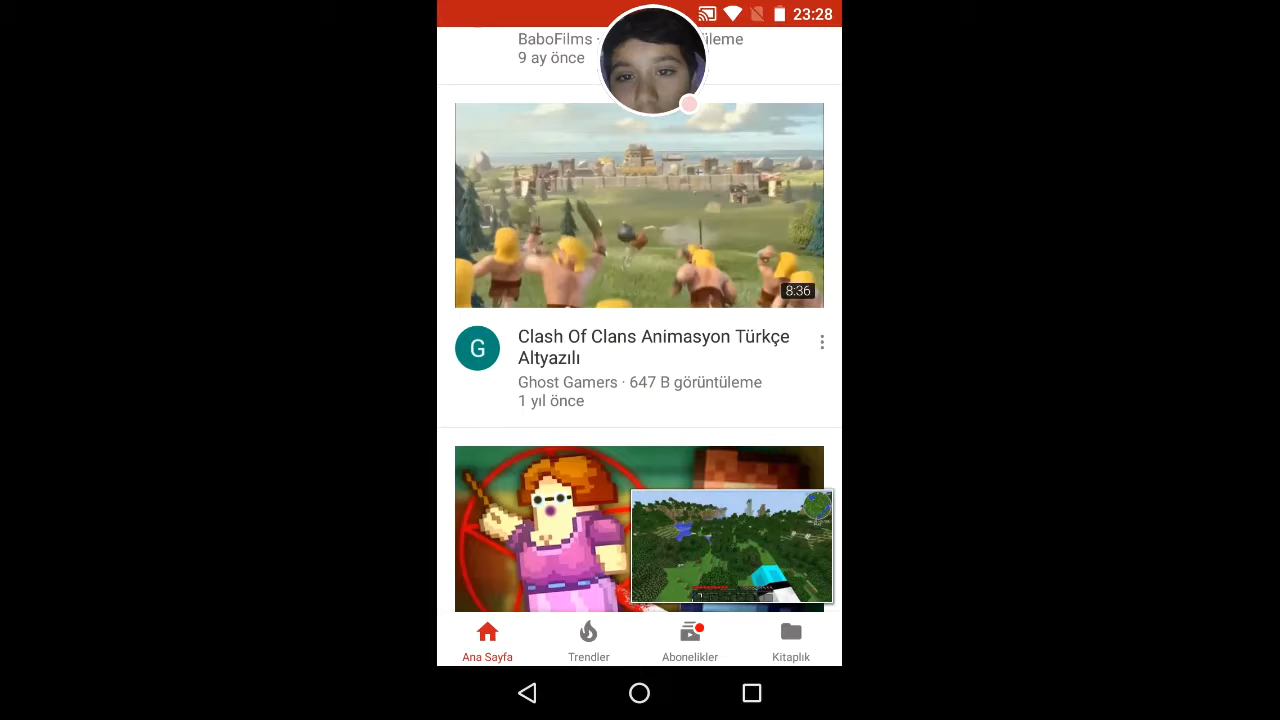 23:28
BaboFilms ·
üleme
9 ay önce
8:36
G
Clash Of Clans Animasyon Türkçe
Altyazılı
Ghost Gamers · 647 B görüntüleme
1 yıl önce
Ana Sayfa
Trendler
Abonelikler
Kitaplık